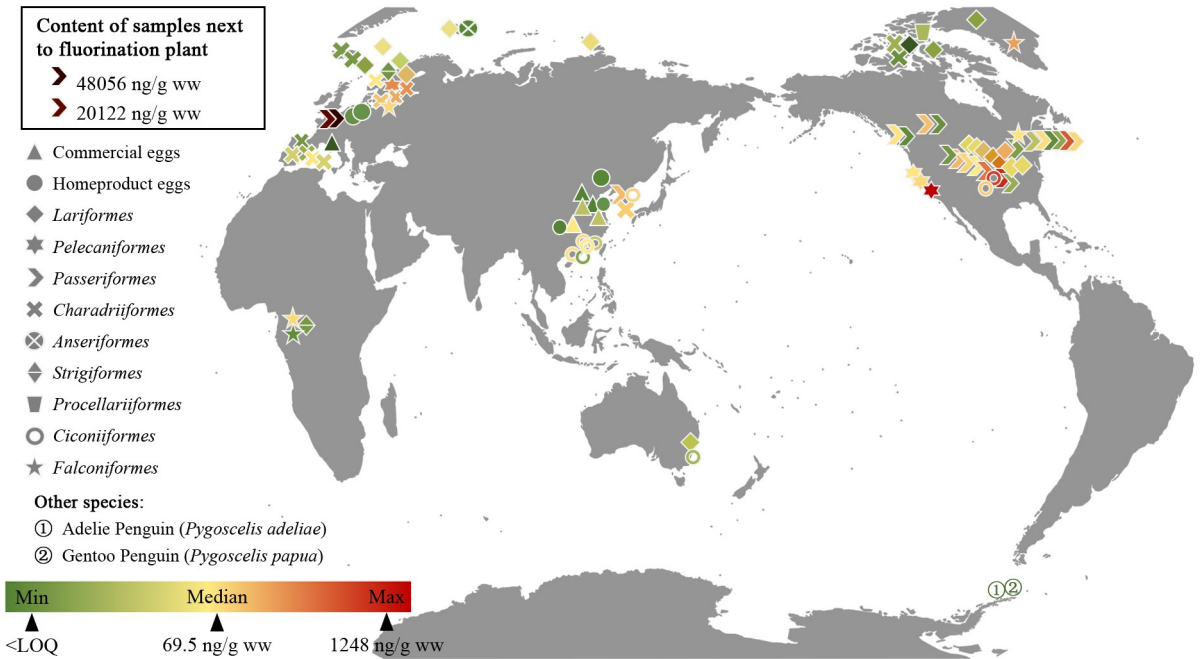 Content of samples next
to fluorination plant
48056 ng/g ww
20122 ng/g ww
Commercial eggs
Homeproduct eggs
Lariformes
Pelecaniformes
Passeriformes
Charadriiformes
Anseriformes
Strigiformes
Procellariiformes
Ciconiiformes
Falconiformes
Other species:
① Adelie Penguin (Pygoscelis adeliae)
② Gentoo Penguin (Pygoscelis papua)
① ②
Min Median Max
<LOQ 69.5 ng/g ww 1248 ng/g ww